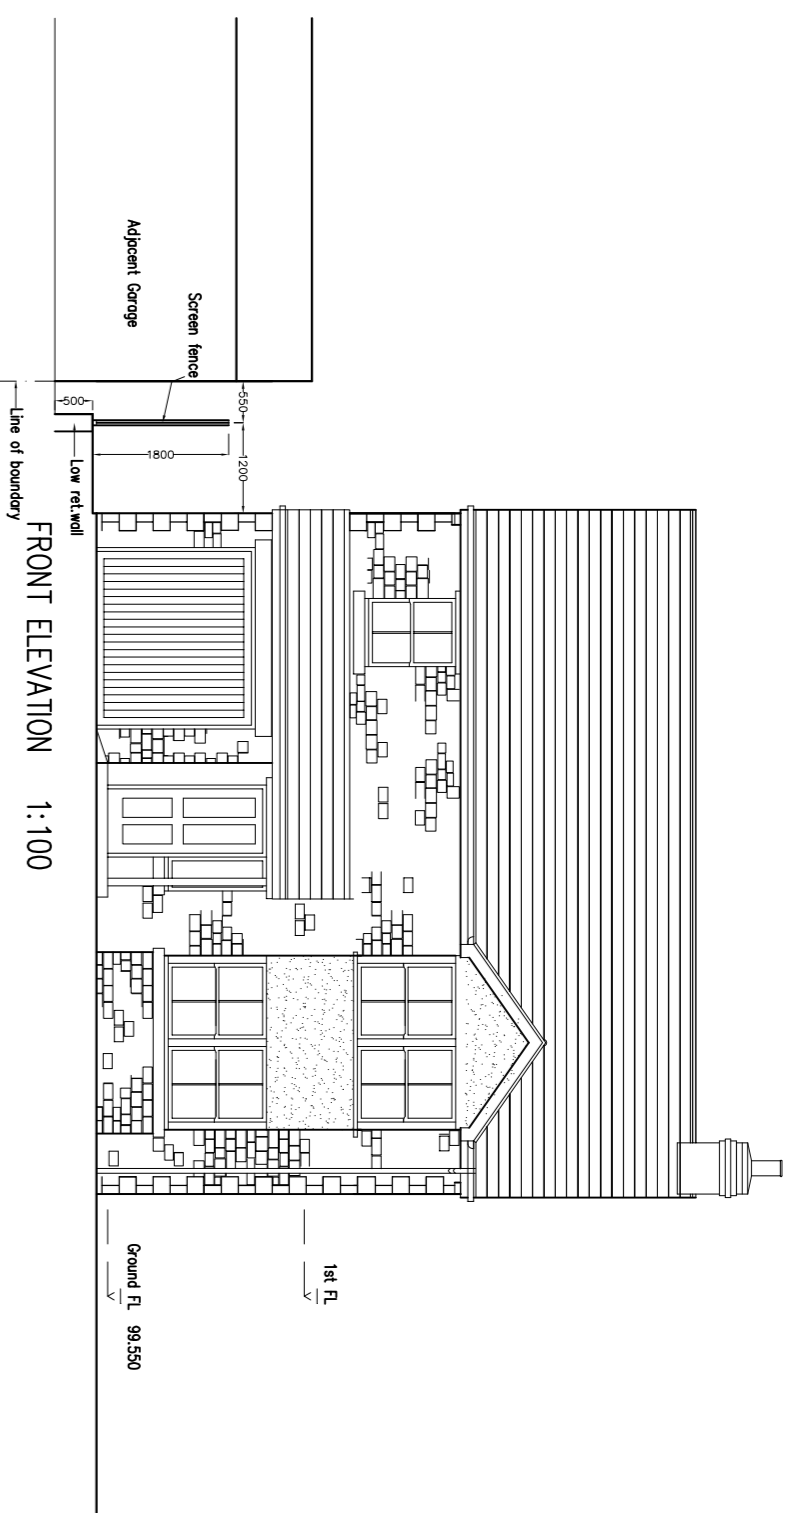 Adjacent Garage
Screen fence
550
1200
500
1800
Low ret.wall
Line of boundary
1st FL
Ground FL 99.550
FRONT ELEVATION 1:100